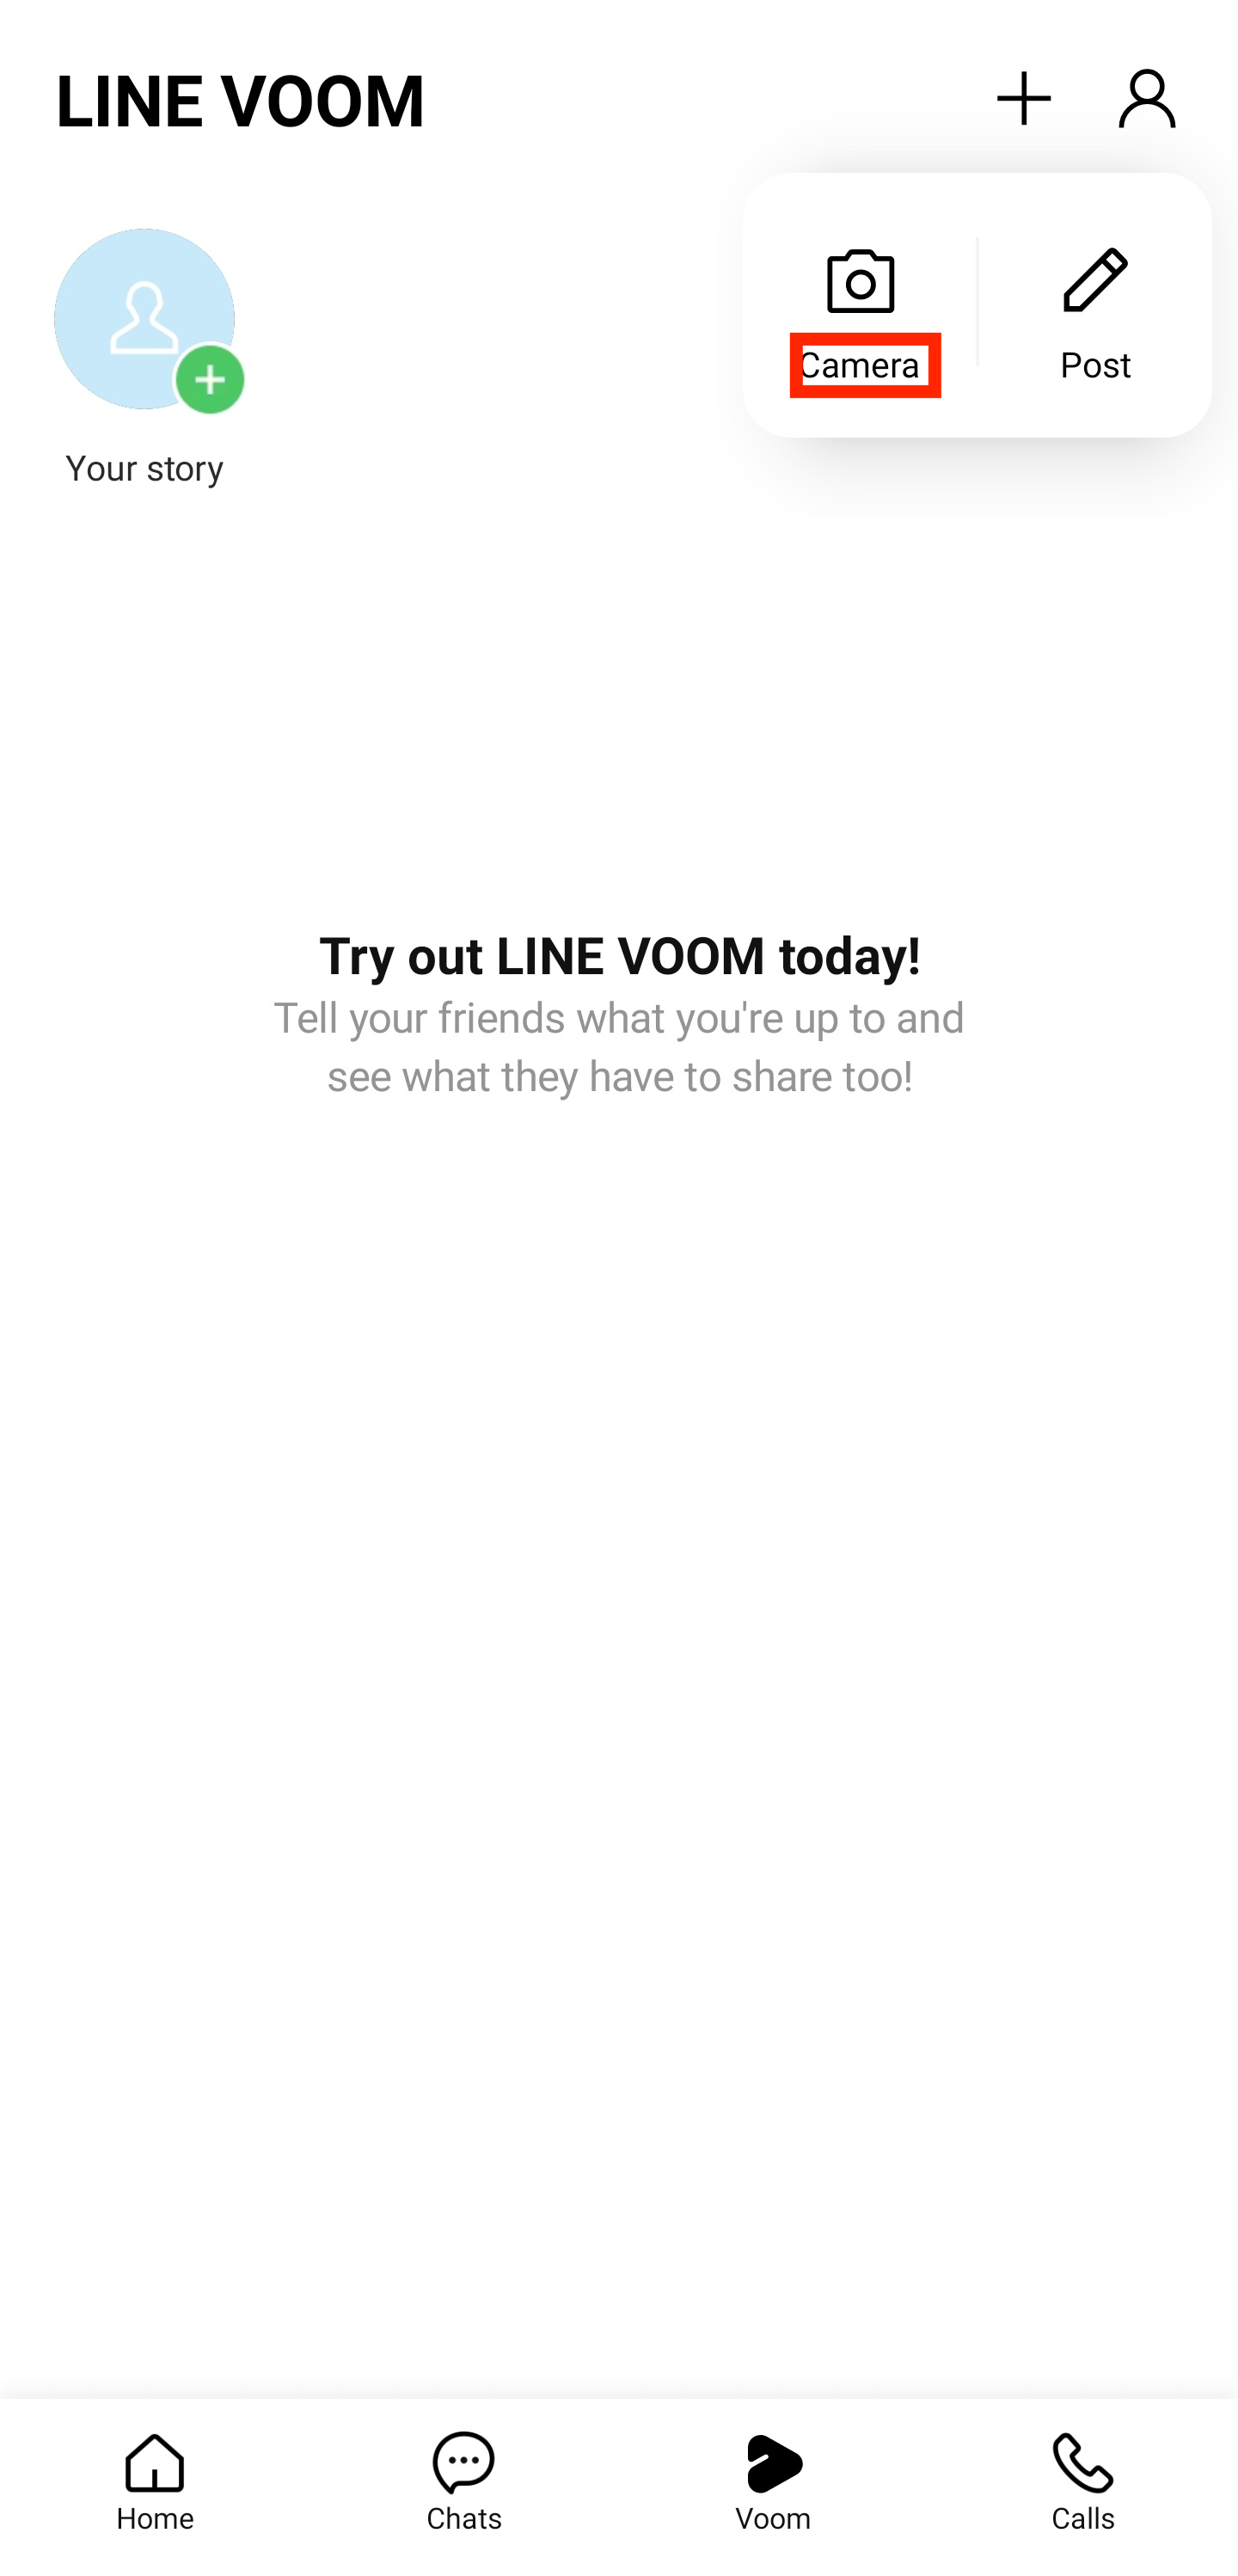 LINE VOOM
Camera
Post
Your story
Try out LINE VOOM today!
Tell your friends what you're up to and
see what they have to share too!
Home
Chats
Voom
Calls